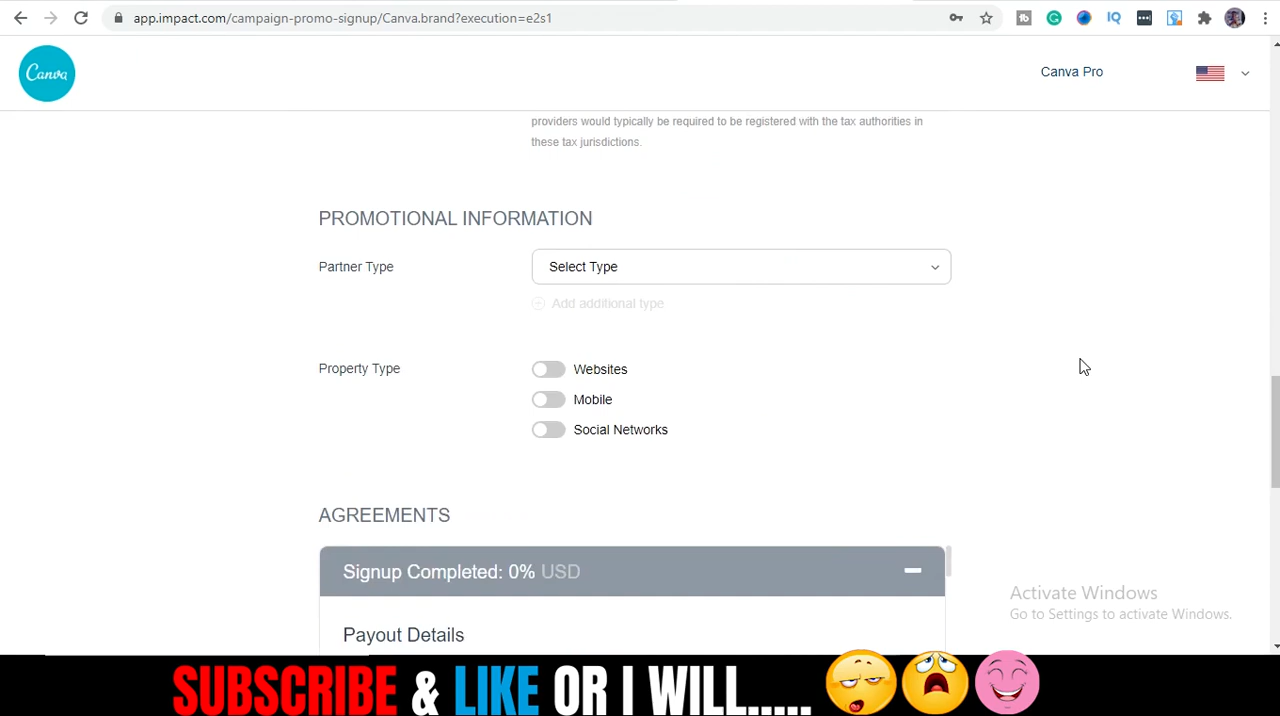 app.impact.com/campaign-promo-signup/Canva.brand?execution=e2s1
IQ
Canva
Canva Pro
providers would typically be required to be registered with the tax authorities in
these tax jurisdictions.
PROMOTIONAL INFORMATION
Partner Type
Select Type
Add additional type
Property Type
Websites
Mobile
Social Networks
AGREEMENTS
Signup Completed: 0% USD
Payout Details
Activate Windows
Go to Settings to activate Windows.
SUBSCRIBE & LIKE OR I WILL.....